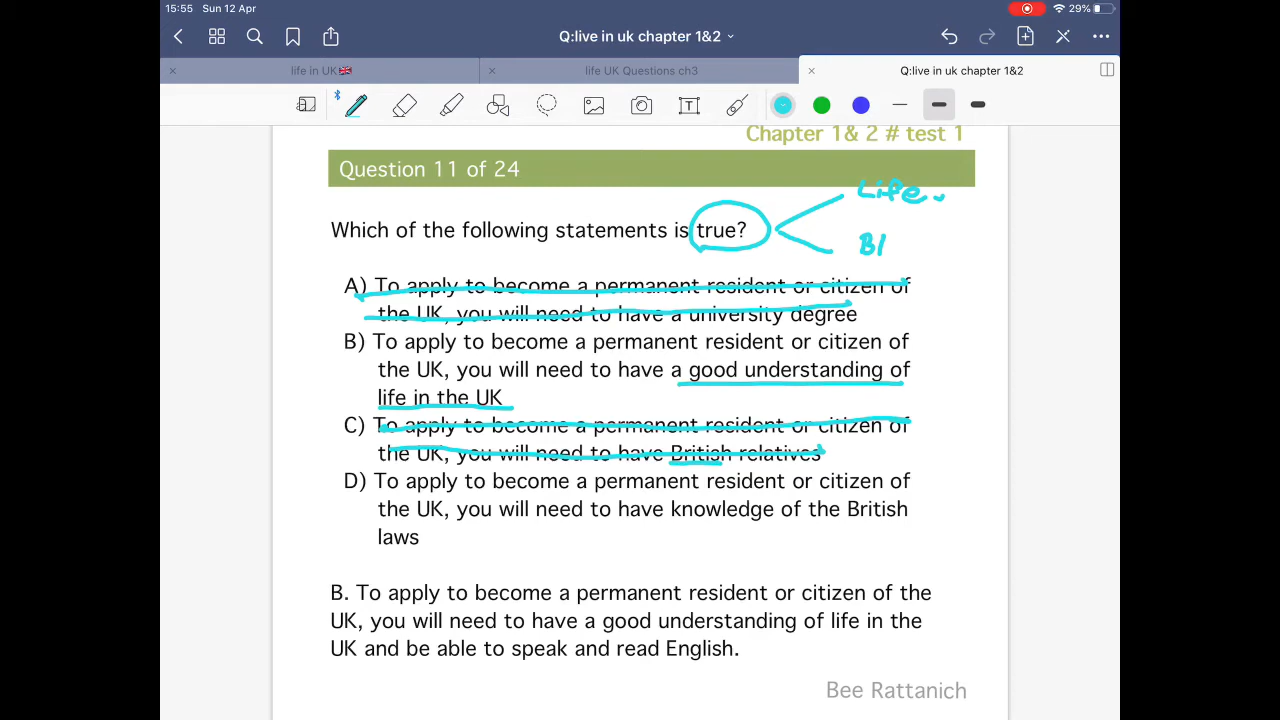 15:55 Sun 12 Apr 29%
Q:live in uk chapter 1&2
life in UK🇬🇧 life UK Questions ch3 Q:live in uk chapter 1&2
Chapter 1& 2 # test 1
Question 11 of 24
Life.
Which of the following statements is true?
B1
A) To apply to become a permanent resident or citizen of
the UK, you will need to have a university degree
B) To apply to become a permanent resident or citizen of
the UK, you will need to have a good understanding of
life in the UK
C) To apply to become a permanent resident or citizen of
the UK, you will need to have British relatives
D) To apply to become a permanent resident or citizen of
the UK, you will need to have knowledge of the British
laws
B. To apply to become a permanent resident or citizen of the
UK, you will need to have a good understanding of life in the
UK and be able to speak and read English.
Bee Rattanich